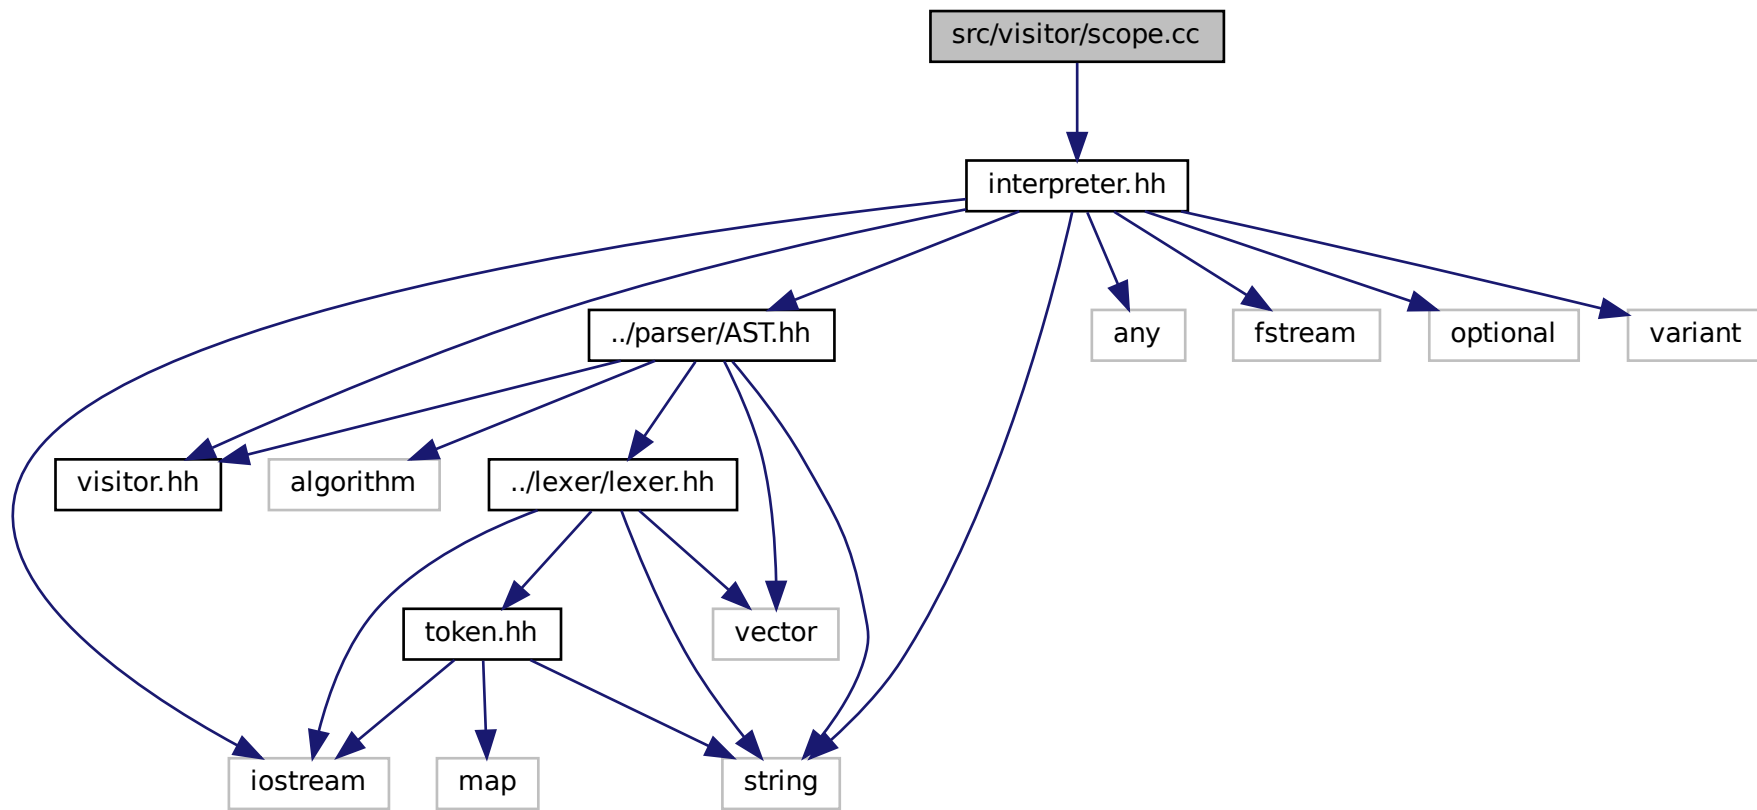 src/visitor/scope.cc
interpreter.hh
../parser/AST.hh
any
fstream
optional
variant
visitor.hh
algorithm
../lexer/lexer.hh
token.hh
vector
iostream
map
string